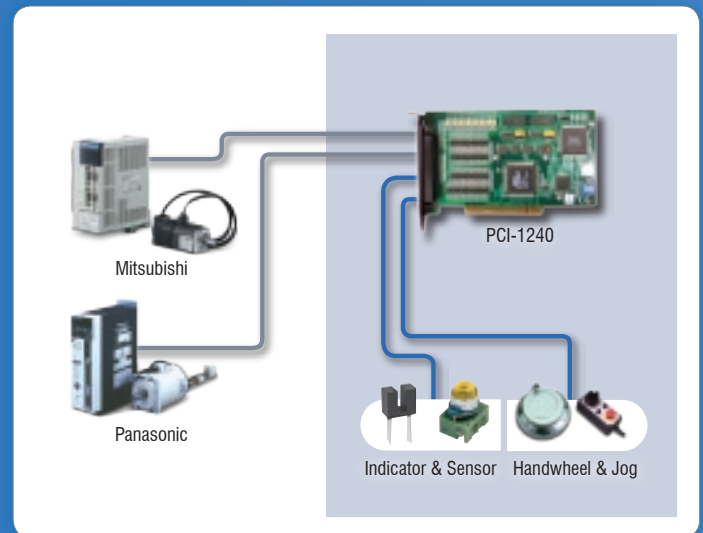 PCI-1240
Mitsubishi
Panasonic
Indicator & Sensor
Handwheel & Jog